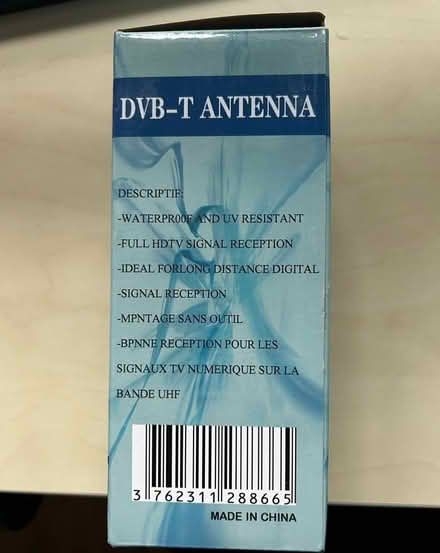 DVB-T ANTENNA
DESCRIPTIF:
-WATERPR00F AND UV RESISTANT
-FULL HDTV SIGNAL RECEPTION
-IDEAL FORLONG DISTANCE DIGITAL
-SIGNAL RECEPTION
-MPNTAGE SANS OUTIL
-BPNNE RECEPTION POUR LES
SIGNAUX TV NUMERIQUE SUR LA
BANDE UHF
3 762311 288665
MADE IN CHINA